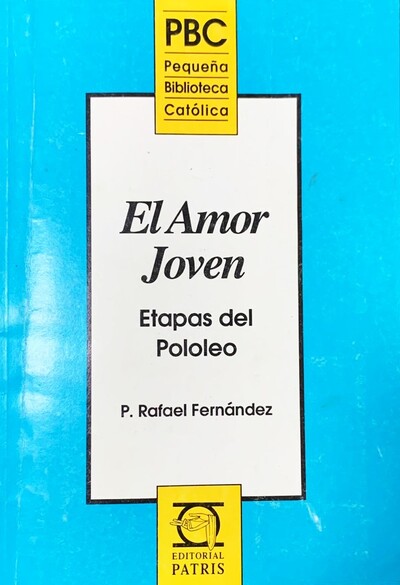 PBC
Pequeña
Biblioteca
Católica
El Amor
Joven
Etapas del
Pololeo
P. Rafael Fernández
EDITORIAL
PATRIS